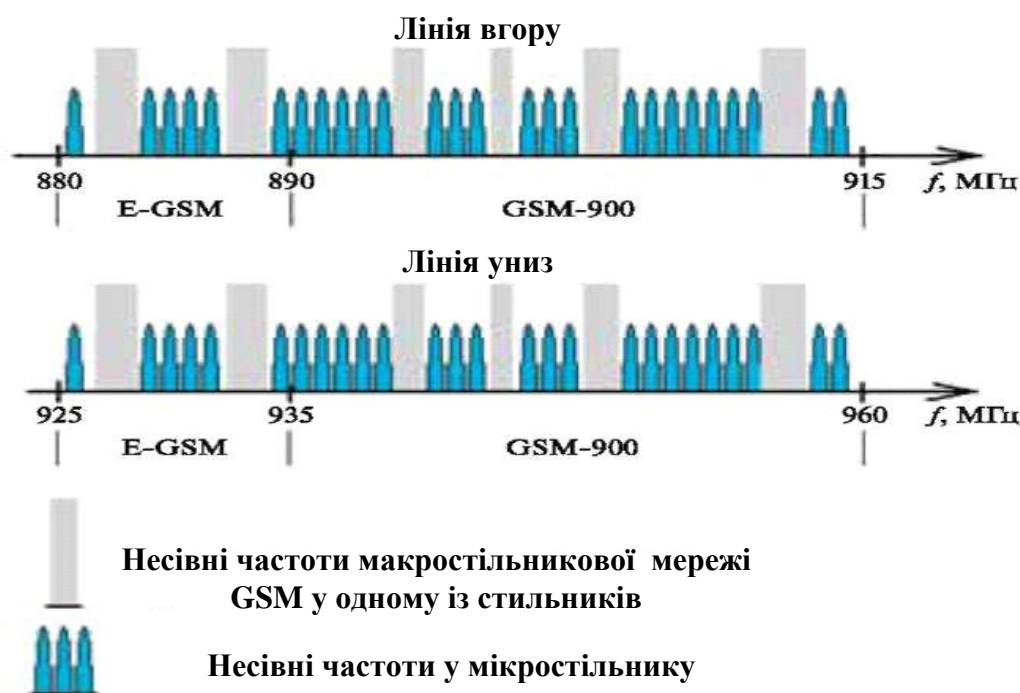 Лінія вгору
880 890 915 f, МГц
E-GSM GSM-900
Лінія униз
925 935 960 f, МГц
E-GSM GSM-900
Несівні частоти макростільникової мережі
GSM у одному із стильників
Несівні частоти у мікростільнику